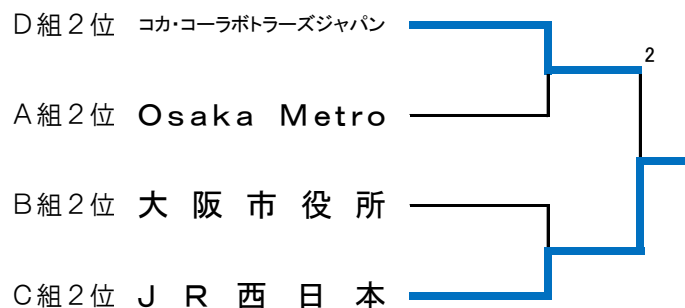 D組2位 コカ・コーラボトラーズジャパン
2
A組2位 Osaka Metro
B組2位 大阪市役所
C組2位 JR西日本